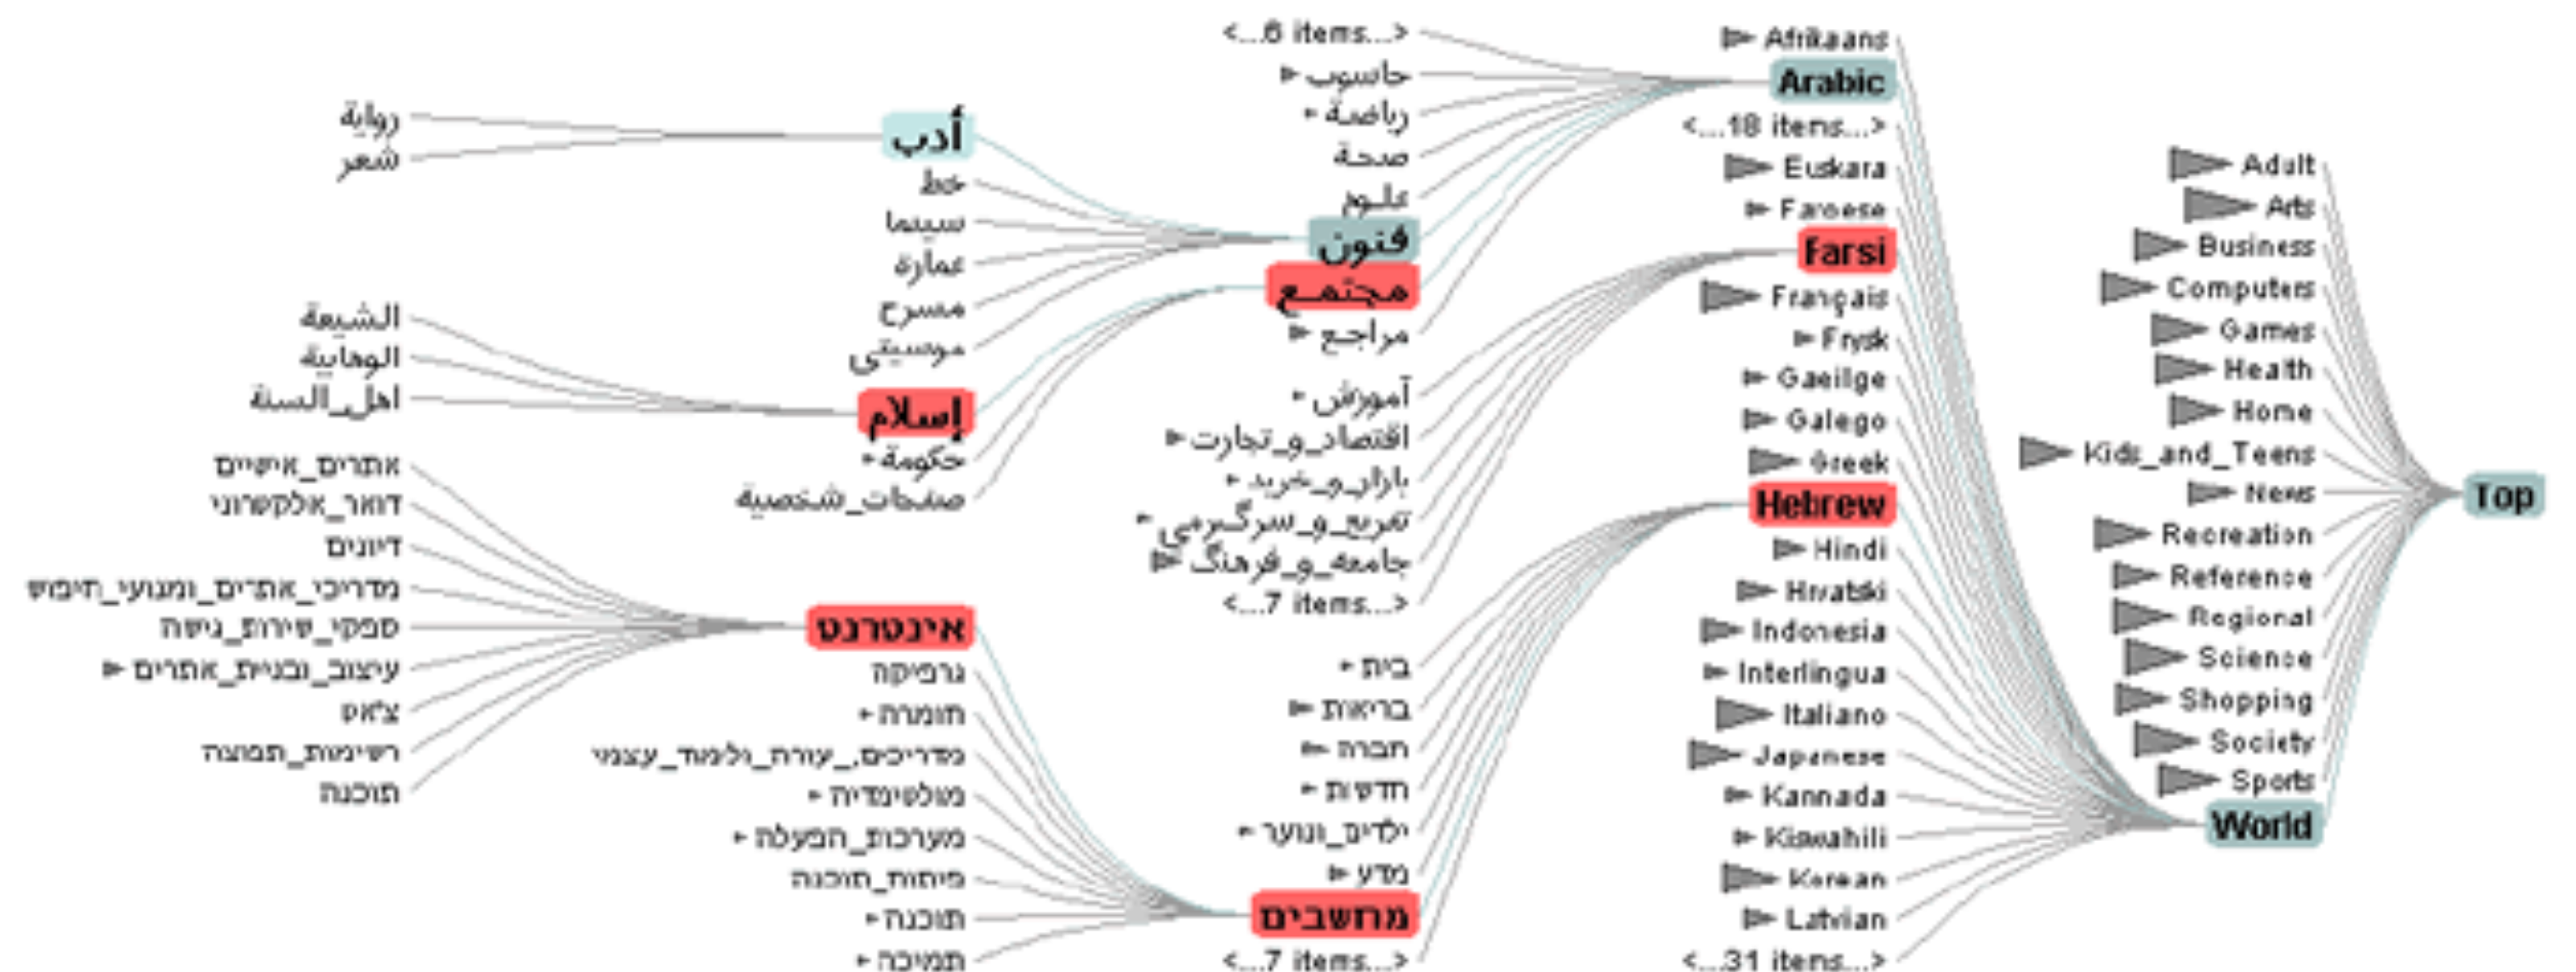 Top
Adult
Arts
Business
Computers
Games
Health
Home
Kids_and_Teens
News
Recreation
Reference
Regional
Science
Shopping
Society
Sports
World
Afrikaans
Arabic
<...18 items...>
Euskara
Faroese
Farsi
Français
Frysk
Gaeilge
Galego
Greek
Hebrew
Hindi
Hrvatski
Indonesia
Interlingua
Italiano
Japanese
Kannada
Kiswahili
Korean
Latvian
<...31 items...>
<...6 items...>
حاسوب
رياضة
صحة
علوم
فنون
مجتمع
مراجع
آموزش
اقتصاد_و_تجارت
بازار_و_خرید
تفریح_و_سرگرمی
جامعه_و_فرهنگ
<...7 items...>
בית
בריאות
חברה
חדשות
ילדים_ונוער
מדע
מחשבים
<...7 items...>
أدب
خط
سينما
عمارة
مسرح
موسيقى
إسلام
حكومة
صفحات_شخصية
אינטרנט
גרפיקה
חומרה
מדריכים,_עזרה_ולימוד_עצמי
מולטימדיה
מערכות_הפעלה
פיתוח_תוכנה
תוכנה
תמיכה
رواية
شعر
الشيعة
الوهابية
اهل_السنة
אתרים_אישיים
דואר_אלקטרוני
דיונים
מדריכי_אתרים_ומנועי_חיפוש
ספקי_שירות_גישה
עיצוב_ובניית_אתרים
צ'אט
רשימות_תפוצה
תוכנה